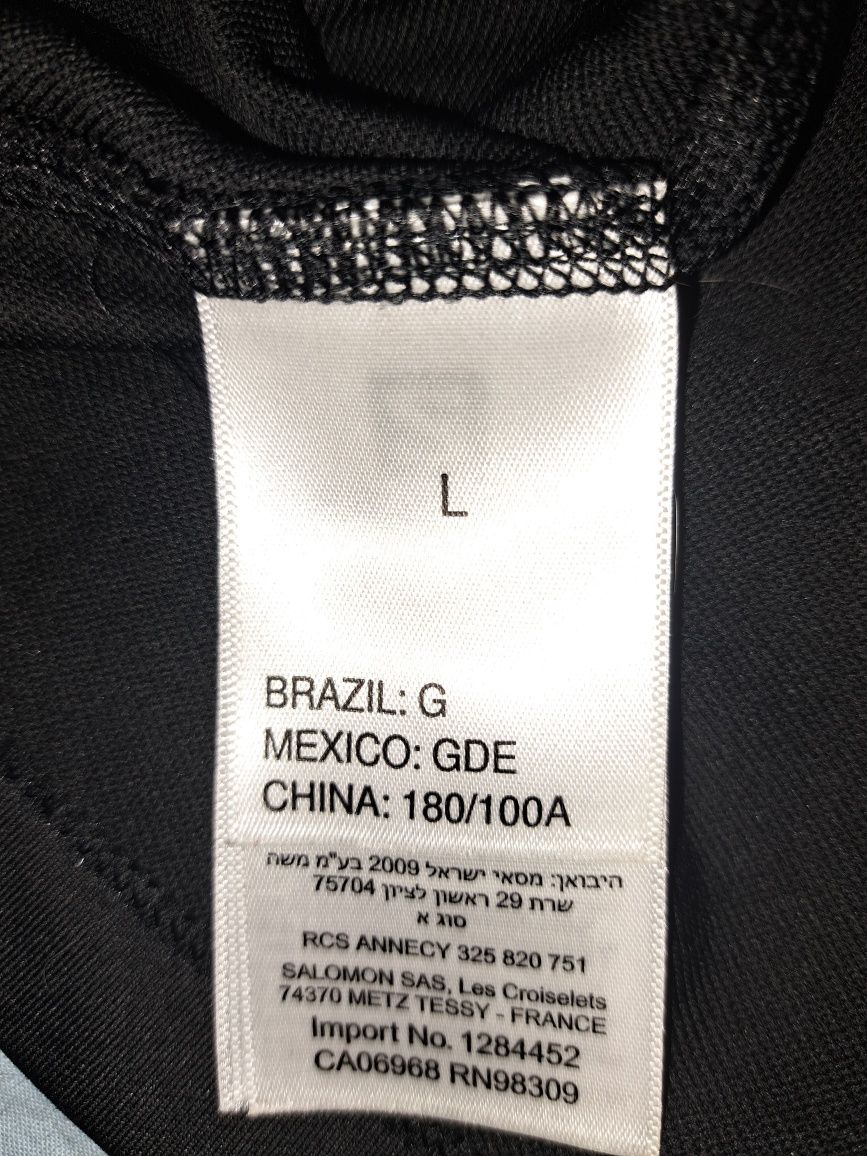 L
BRAZIL: G
MEXICO: GDE
CHINA: 180/100A
היבואן: מסאי ישראל 2009 בע"מ משה
שרת 29 ראשון לציון 75704
סוג א
RCS ANNECY 325 820 751
SALOMON SAS, Les Croiselets
74370 METZ TESSY - FRANCE
Import No. 1284452
CA06968 RN98309